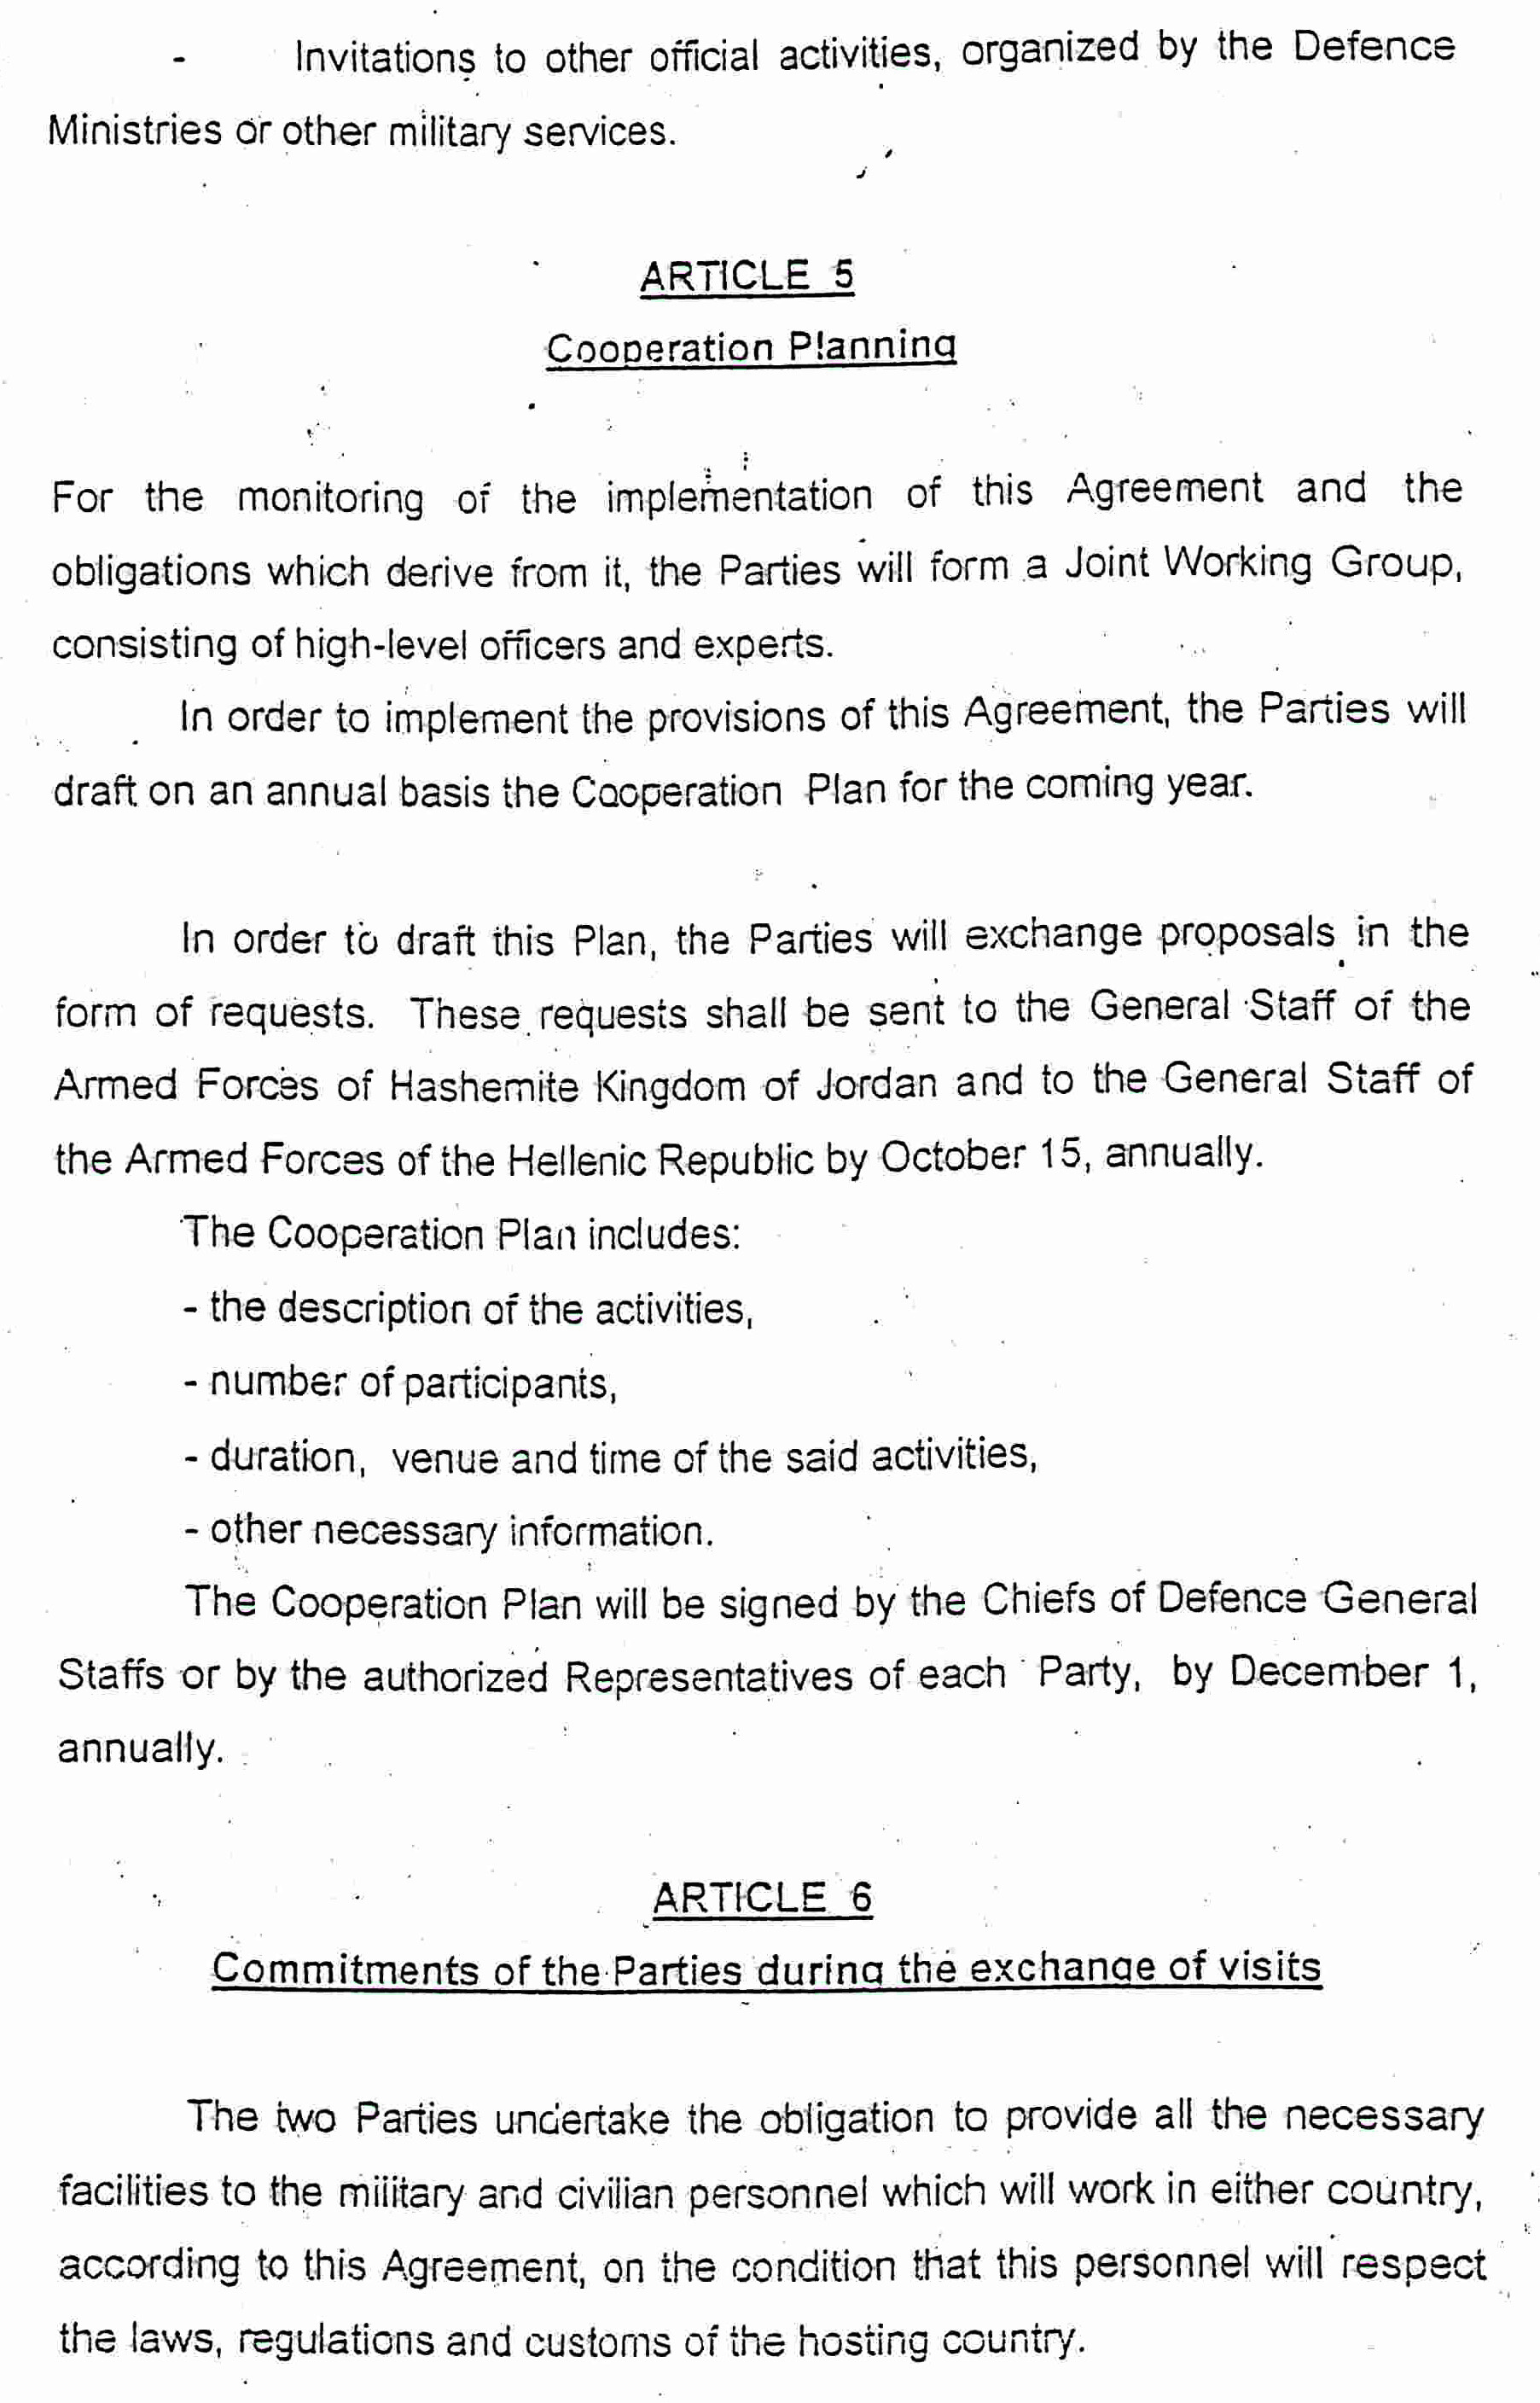 - Invitations to other official activities, organized by the Defence
Ministries or other military services.
ARTICLE 5
Cooperation Planning
For the monitoring of the implementation of this Agreement and the
obligations which derive from it, the Parties will form a Joint Working Group,
consisting of high-level officers and experts.
In order to implement the provisions of this Agreement, the Parties will
draft on an annual basis the Cooperation Plan for the coming year.
In order to draft this Plan, the Parties will exchange proposals in the
form of requests. These requests shall be sent to the General Staff of the
Armed Forces of Hashemite Kingdom of Jordan and to the General Staff of
the Armed Forces of the Hellenic Republic by October 15, annually.
The Cooperation Plan includes:
- the description of the activities,
- number of participants,
- duration, venue and time of the said activities,
- other necessary information.
The Cooperation Plan will be signed by the Chiefs of Defence General
Staffs or by the authorized Representatives of each Party, by December 1,
annually.
ARTICLE 6
Commitments of the Parties during the exchange of visits
The two Parties undertake the obligation to provide all the necessary
facilities to the military and civilian personnel which will work in either country,
according to this Agreement, on the condition that this personnel will respect
the laws, regulations and customs of the hosting country.